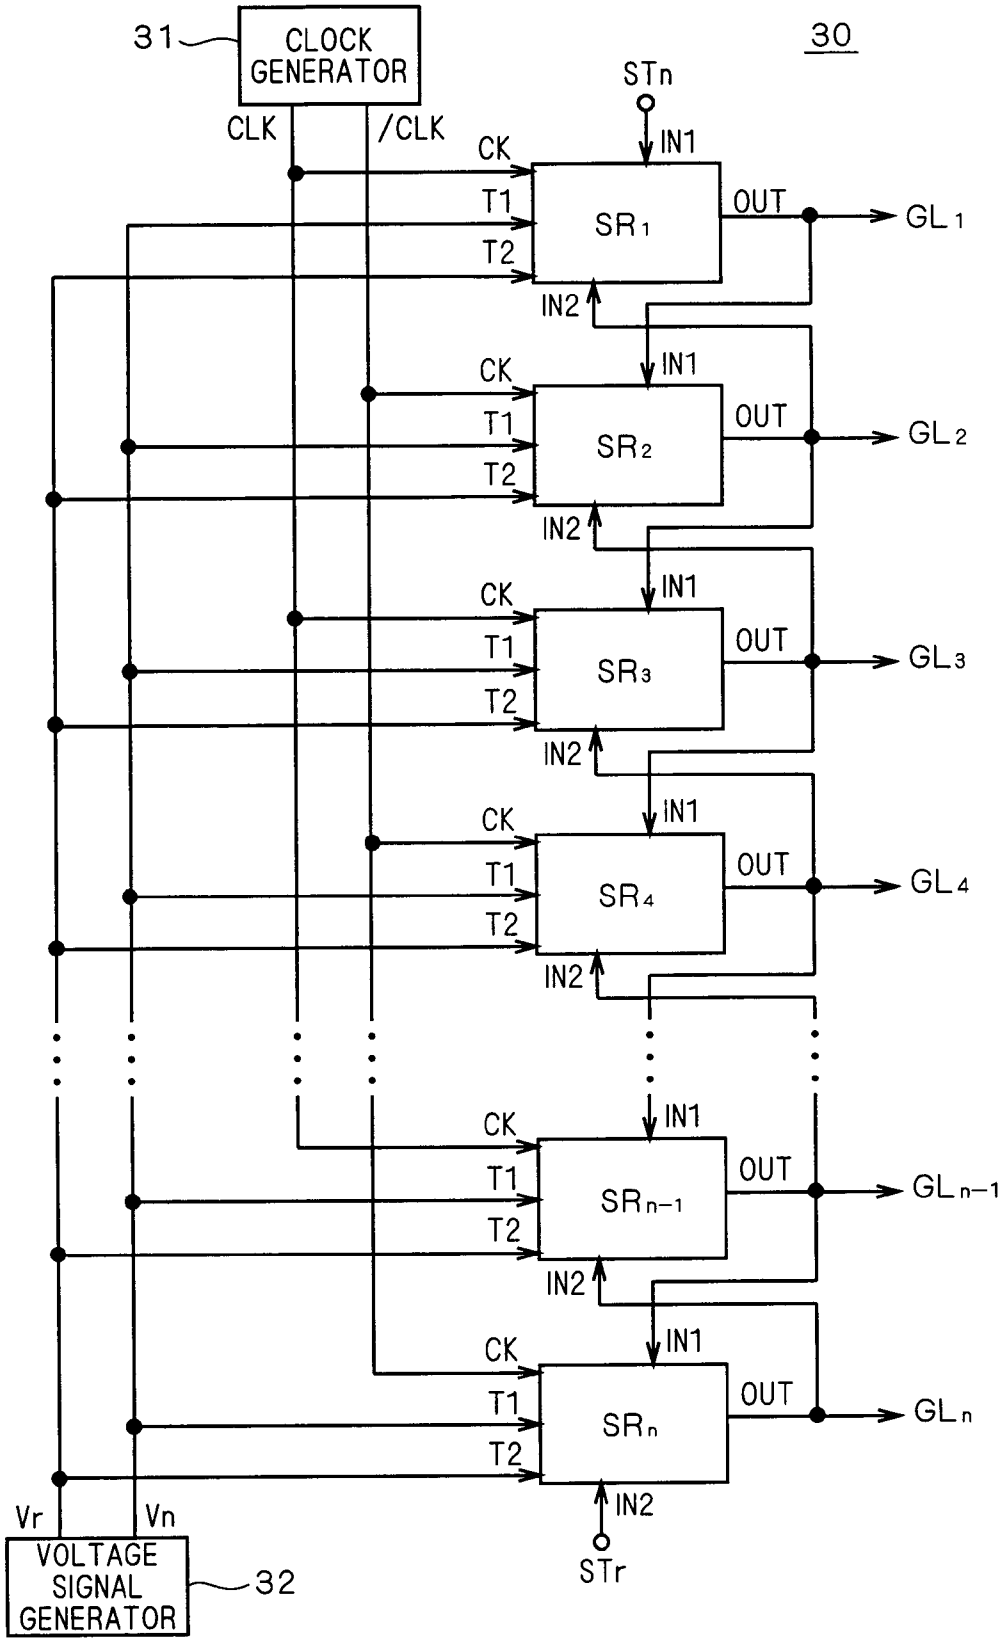 31
CLOCK
GENERATOR
30
STn
CLK
/CLK
IN1
CK
T1
T2
SR1
OUT
GL1
IN2
IN1
CK
T1
T2
SR2
OUT
GL2
IN2
IN1
CK
T1
T2
SR3
OUT
GL3
IN2
IN1
CK
T1
T2
SR4
OUT
GL4
IN2
IN1
CK
T1
T2
SRn-1
OUT
GLn-1
IN2
IN1
CK
T1
T2
SRn
OUT
GLn
IN2
STr
Vr
Vn
VOLTAGE
SIGNAL
GENERATOR
32